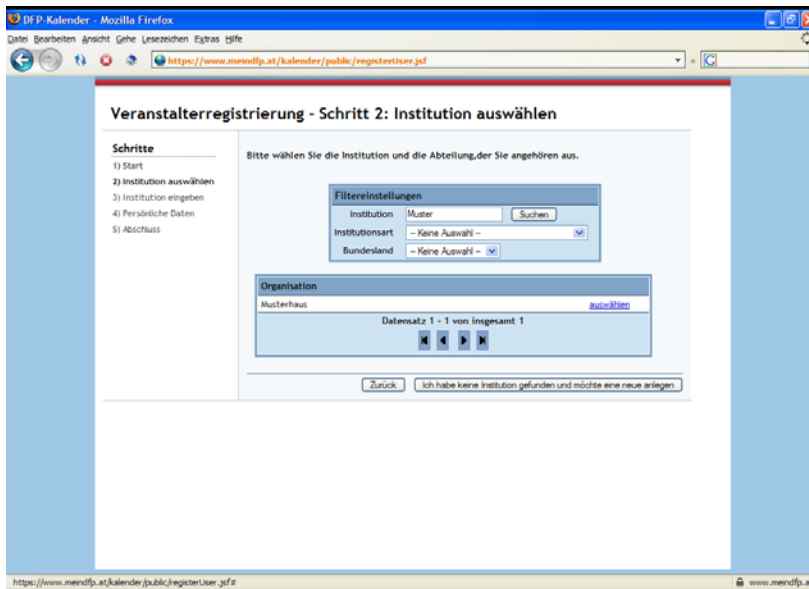 DFP-Kalender - Mozilla Firefox
Datei Bearbeiten Ansicht Gehe Lesezeichen Extras Hilfe
https://www.meindfp.at/kalender/public/registerUser.jsf
Veranstalterregistrierung - Schritt 2: Institution auswählen
Schritte
1) Start
2) Institution auswählen
3) Institution eingeben
4) Persönliche Daten
5) Abschluss
Bitte wählen Sie die Institution und die Abteilung,der Sie angehören aus.
Filtereinstellungen
Institution Muster Suchen
Institutionsart -- Keine Auswahl --
Bundesland -- Keine Auswahl --
Organisation
Musterhaus auswählen
Datensatz 1 - 1 von insgesamt 1
Zurück Ich habe keine Institution gefunden und möchte eine neue anlegen
https://www.meindfp.at/kalender/public/registerUser.jsf# www.meindfp.a